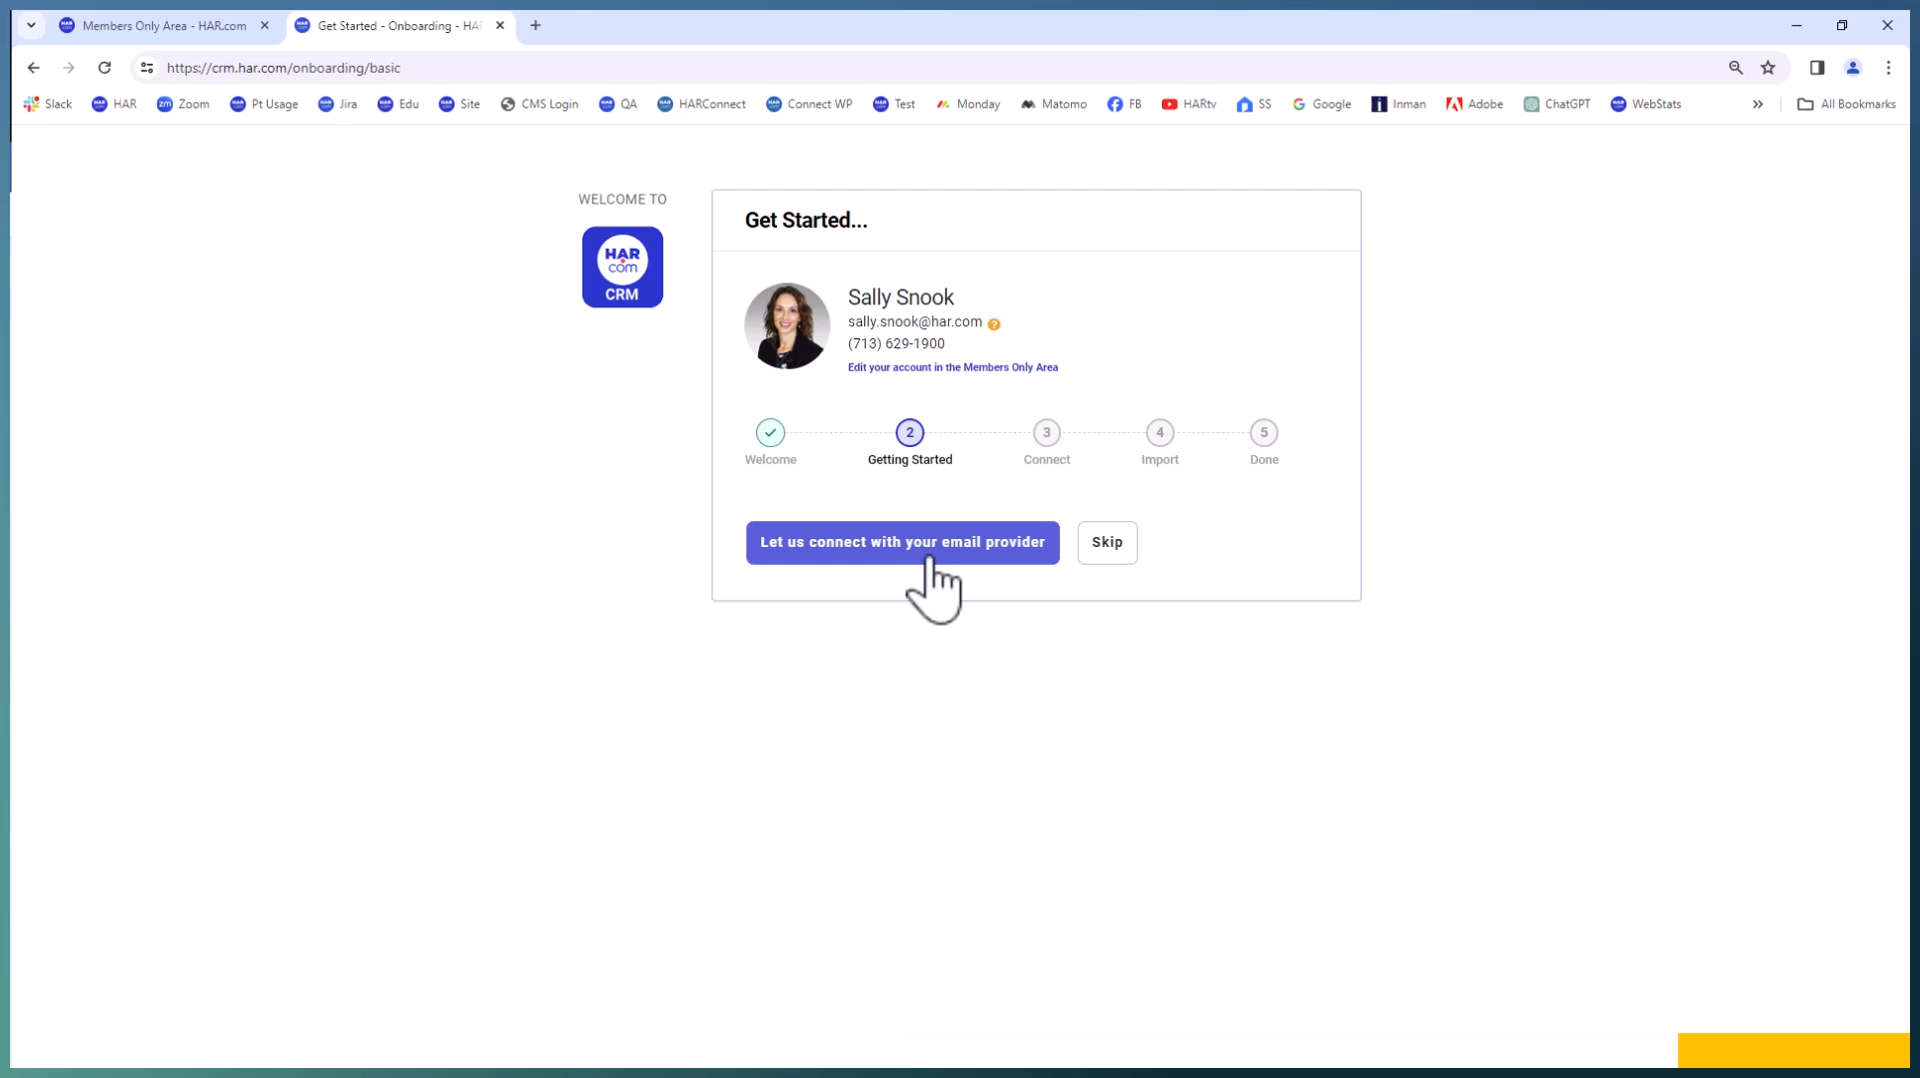 Members Only Area - HAR.com
Get Started - Onboarding - HA
https://crm.har.com/onboarding/basic
Slack
HAR
Zoom
Pt Usage
Jira
Edu
Site
CMS Login
QA
HARConnect
Connect WP
Test
Monday
Matomo
FB
HARtv
SS
Google
Inman
Adobe
ChatGPT
WebStats
All Bookmarks
WELCOME TO
HAR
com
CRM
Get Started...
Sally Snook
sally.snook@har.com
(713) 629-1900
Edit your account in the Members Only Area
2
3
4
5
Welcome
Getting Started
Connect
Import
Done
Let us connect with your email provider
Skip